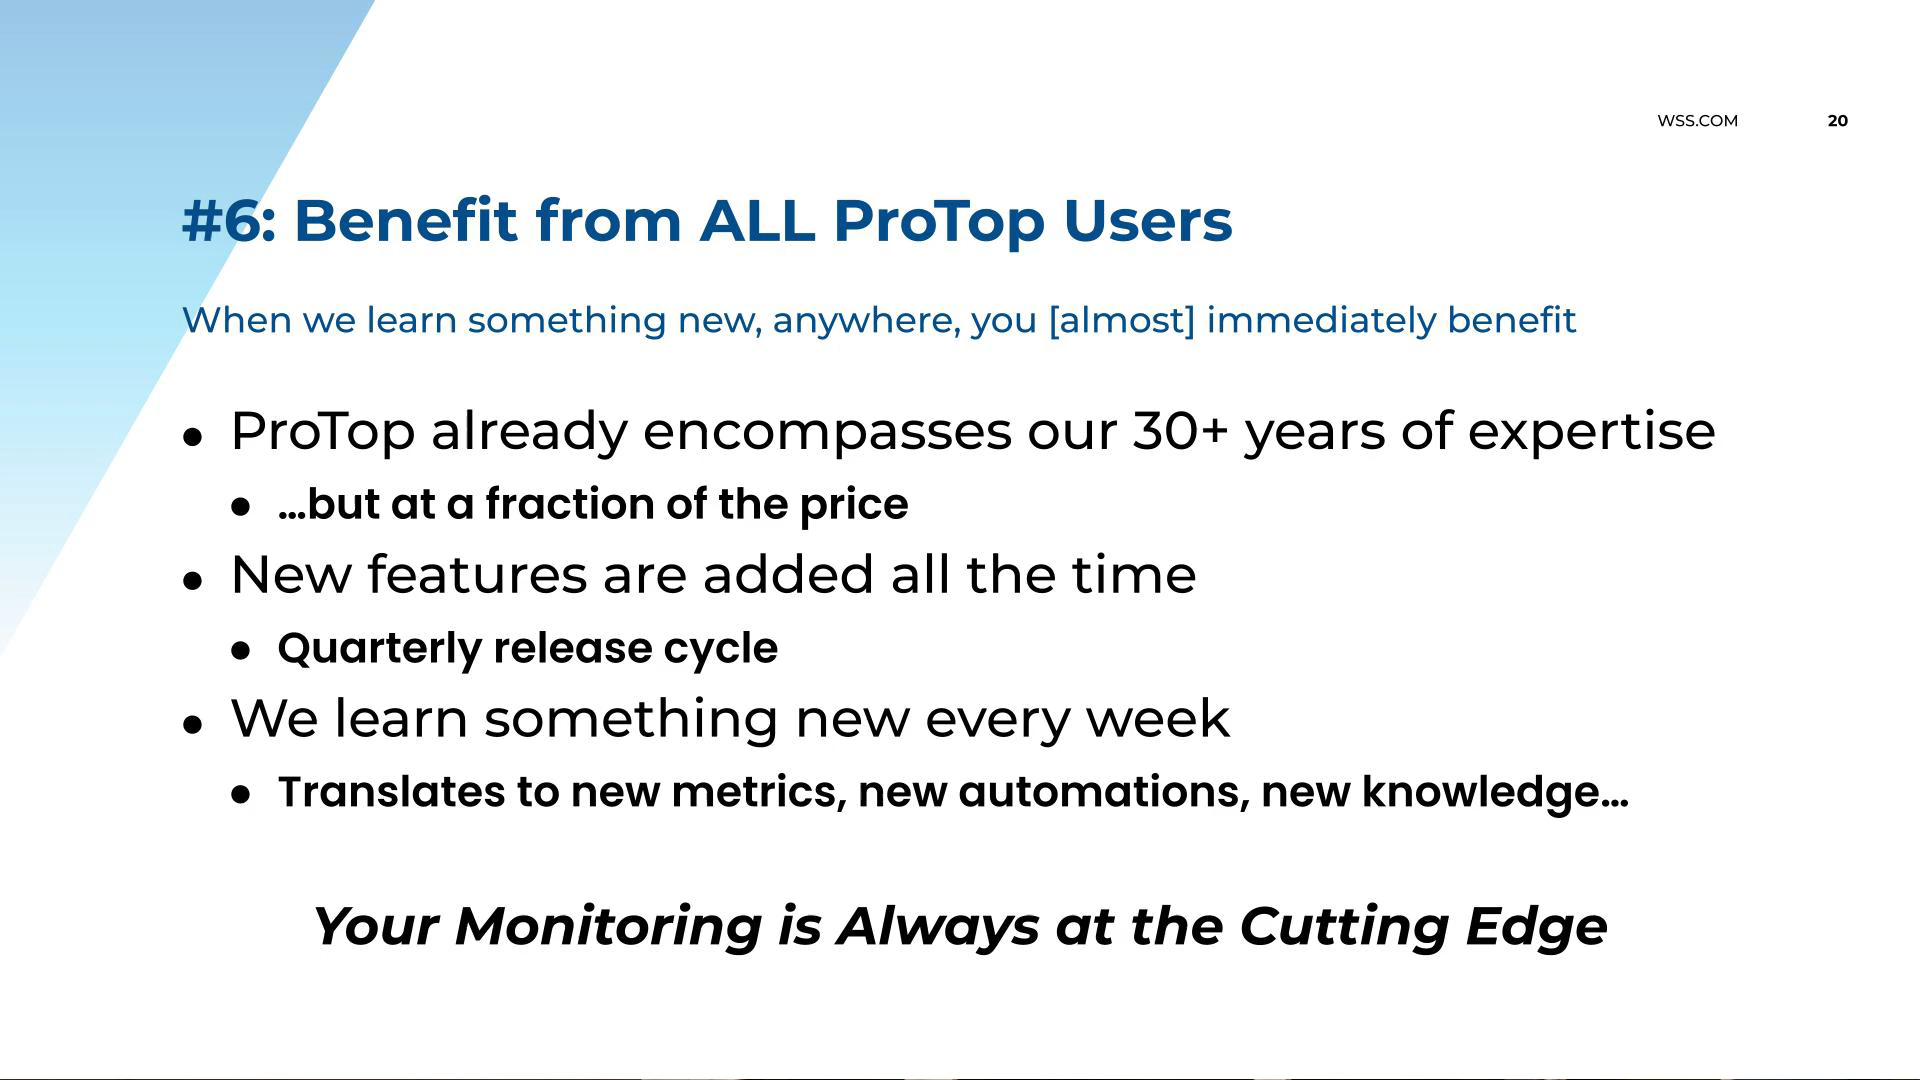 WSS.COM 20
#6: Benefit from ALL ProTop Users
When we learn something new, anywhere, you [almost] immediately benefit
• ProTop already encompasses our 30+ years of expertise
• …but at a fraction of the price
• New features are added all the time
• Quarterly release cycle
• We learn something new every week
• Translates to new metrics, new automations, new knowledge…
Your Monitoring is Always at the Cutting Edge